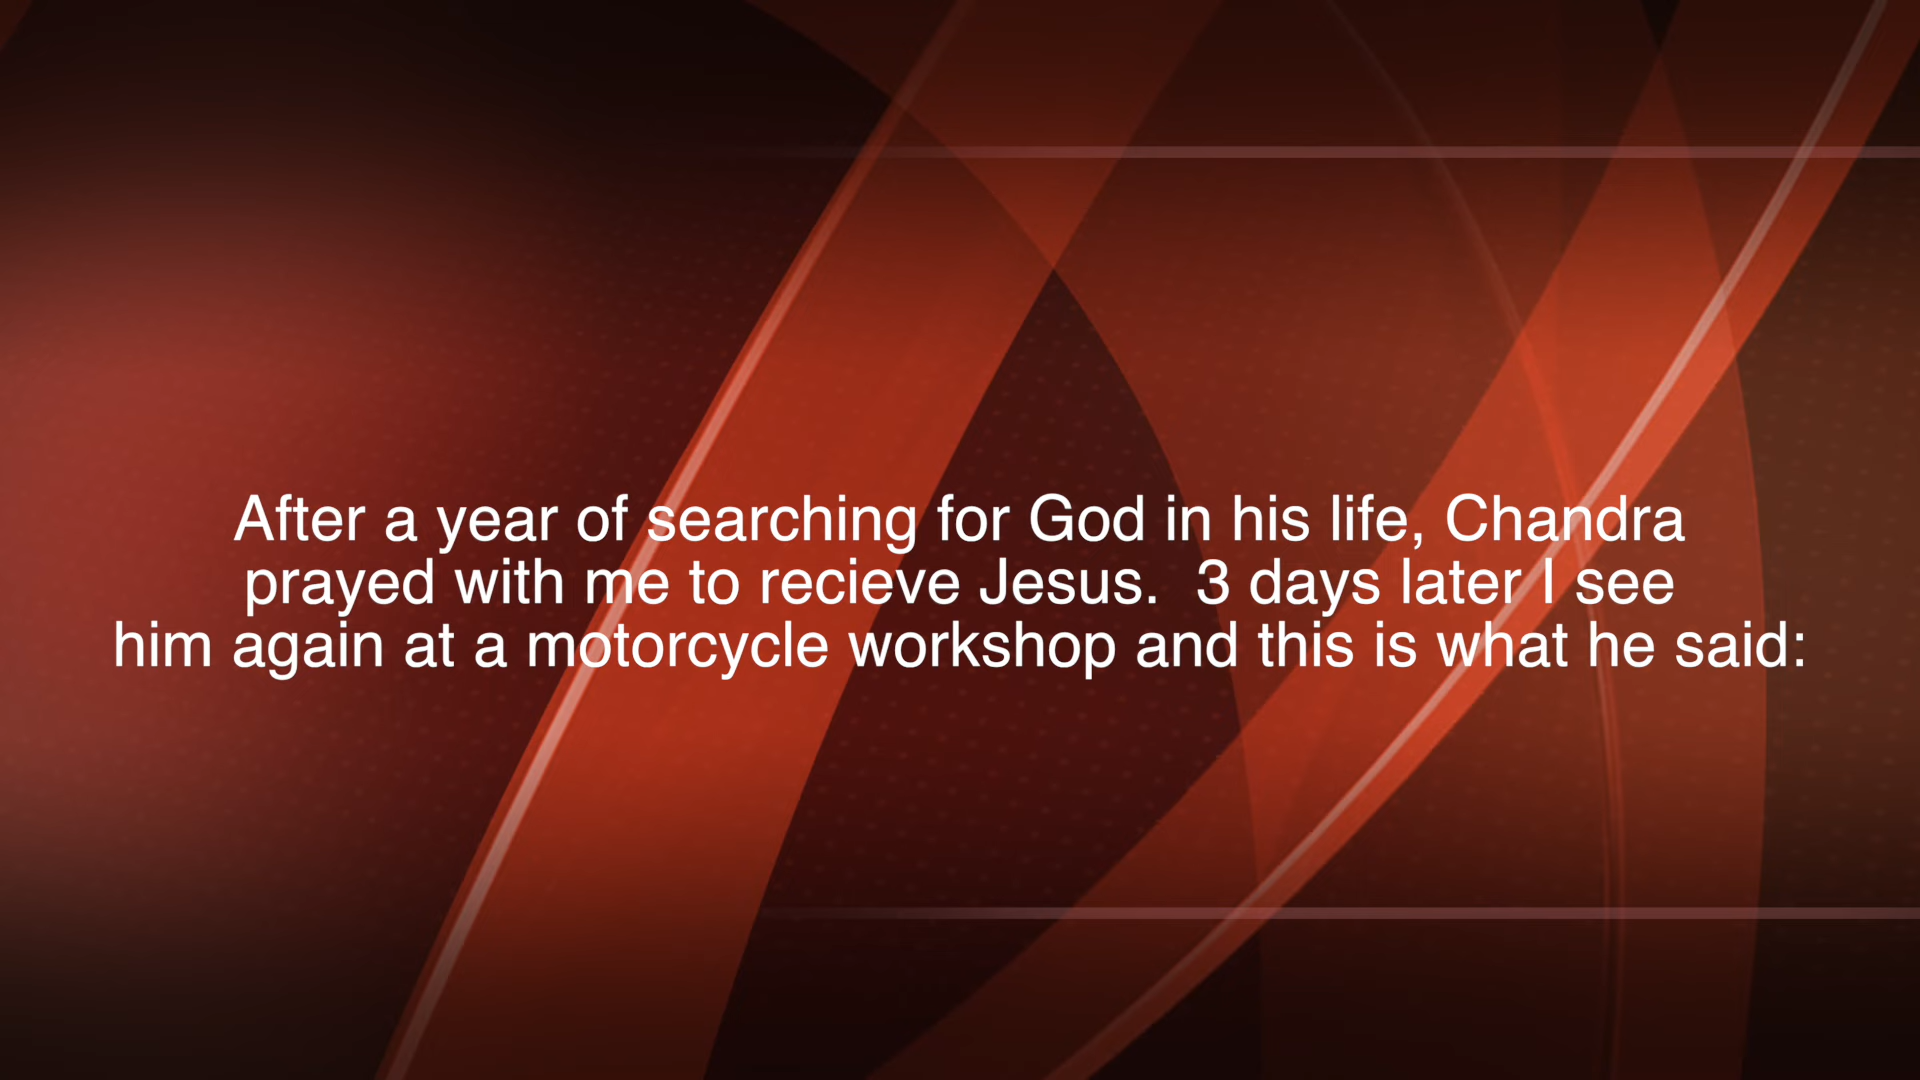 After a year of searching for God in his life, Chandra
prayed with me to recieve Jesus.  3 days later I see
him again at a motorcycle workshop and this is what he said: